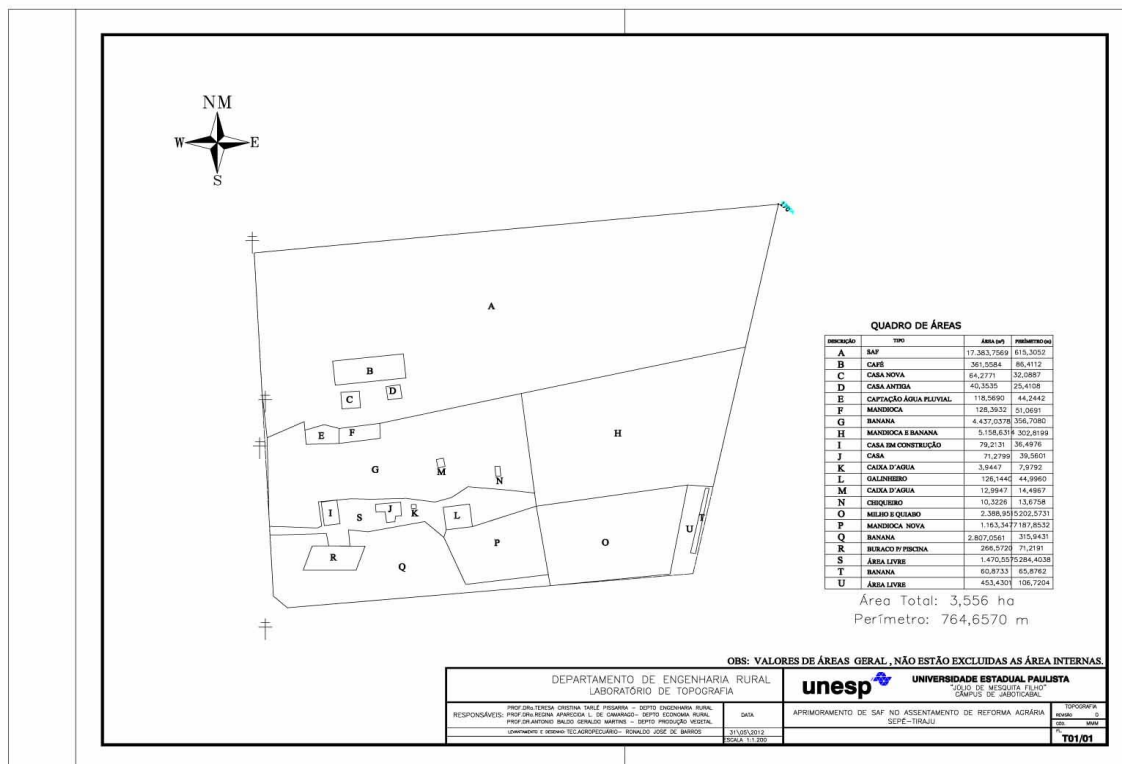 NM
W E
S
A
B
C D
E F
G
H
M
N
I S J K L
R Q P O U T
QUADRO DE ÁREAS
DESCRIÇÃO TIPO ÁREA (m²) PERÍMETRO (m)
A SAF 17.383,7569 615,3052
B CAFÉ 361,5584 86,4112
C CASA NOVA 64,2771 32,0887
D CASA ANTIGA 40,3535 25,4108
E CAPTAÇÃO ÁGUA PLUVIAL 118,5690 44,2442
F MANDIOCA 128,3932 51,0691
G BANANA 4.437,0378 356,7080
H MANDIOCA E BANANA 5.158,6314 302,8199
I CASA EM CONSTRUÇÃO 79,2131 36,4976
J CASA 71,2799 39,5601
K CAIXA D'AGUA 3,9447 7,9792
L GALINHEIRO 126,1440 44,9960
M CAIXA D'AGUA 12,9947 14,4967
N CHIQUEIRO 10,3226 13,6758
O MILHO E QUIABO 2.388,9515 202,5731
P MANDIOCA NOVA 1.163,3477 187,8532
Q BANANA 2.807,0561 315,9431
R BURACO P/ PISCINA 266,5720 71,2191
S ÁREA LIVRE 1.470,5575 284,4038
T BANANA 60,8733 65,8762
U ÁREA LIVRE 453,4301 106,7204
Área Total: 3,556 ha
Perímetro: 764,6570 m
OBS: VALORES DE ÁREAS GERAL , NÃO ESTÃO EXCLUIDAS AS ÁREA INTERNAS.
DEPARTAMENTO DE ENGENHARIA RURAL
LABORATÓRIO DE TOPOGRAFIA
RESPONSÁVEIS: PROF.DRa.TERESA CRISTINA TARLÉ PISSARRA – DEPTO ENGENHARIA RURAL
PROF.DRa.REGINA APARECIDA L. DE CAMARGO– DEPTO ECONOMIA RURAL
PROF.DR.ANTONIO BALDO GERALDO MARTINS – DEPTO PRODUÇÃO VEGETAL
LEVANTAMENTO E DESENHO: TEC.AGROPECUÁRIO– RONALDO JOSÉ DE BARROS
DATA
31\05\2012
ESCALA 1:1.200
unesp
UNIVERSIDADE ESTADUAL PAULISTA
"JÚLIO DE MESQUITA FILHO"
CÂMPUS DE JABOTICABAL
APRIMORAMENTO DE SAF NO ASSENTAMENTO DE REFORMA AGRÁRIA
SEPÉ–TIRAJU
TOPOGRAFIA
REVISÃO 0
MMM
FL.
T01/01